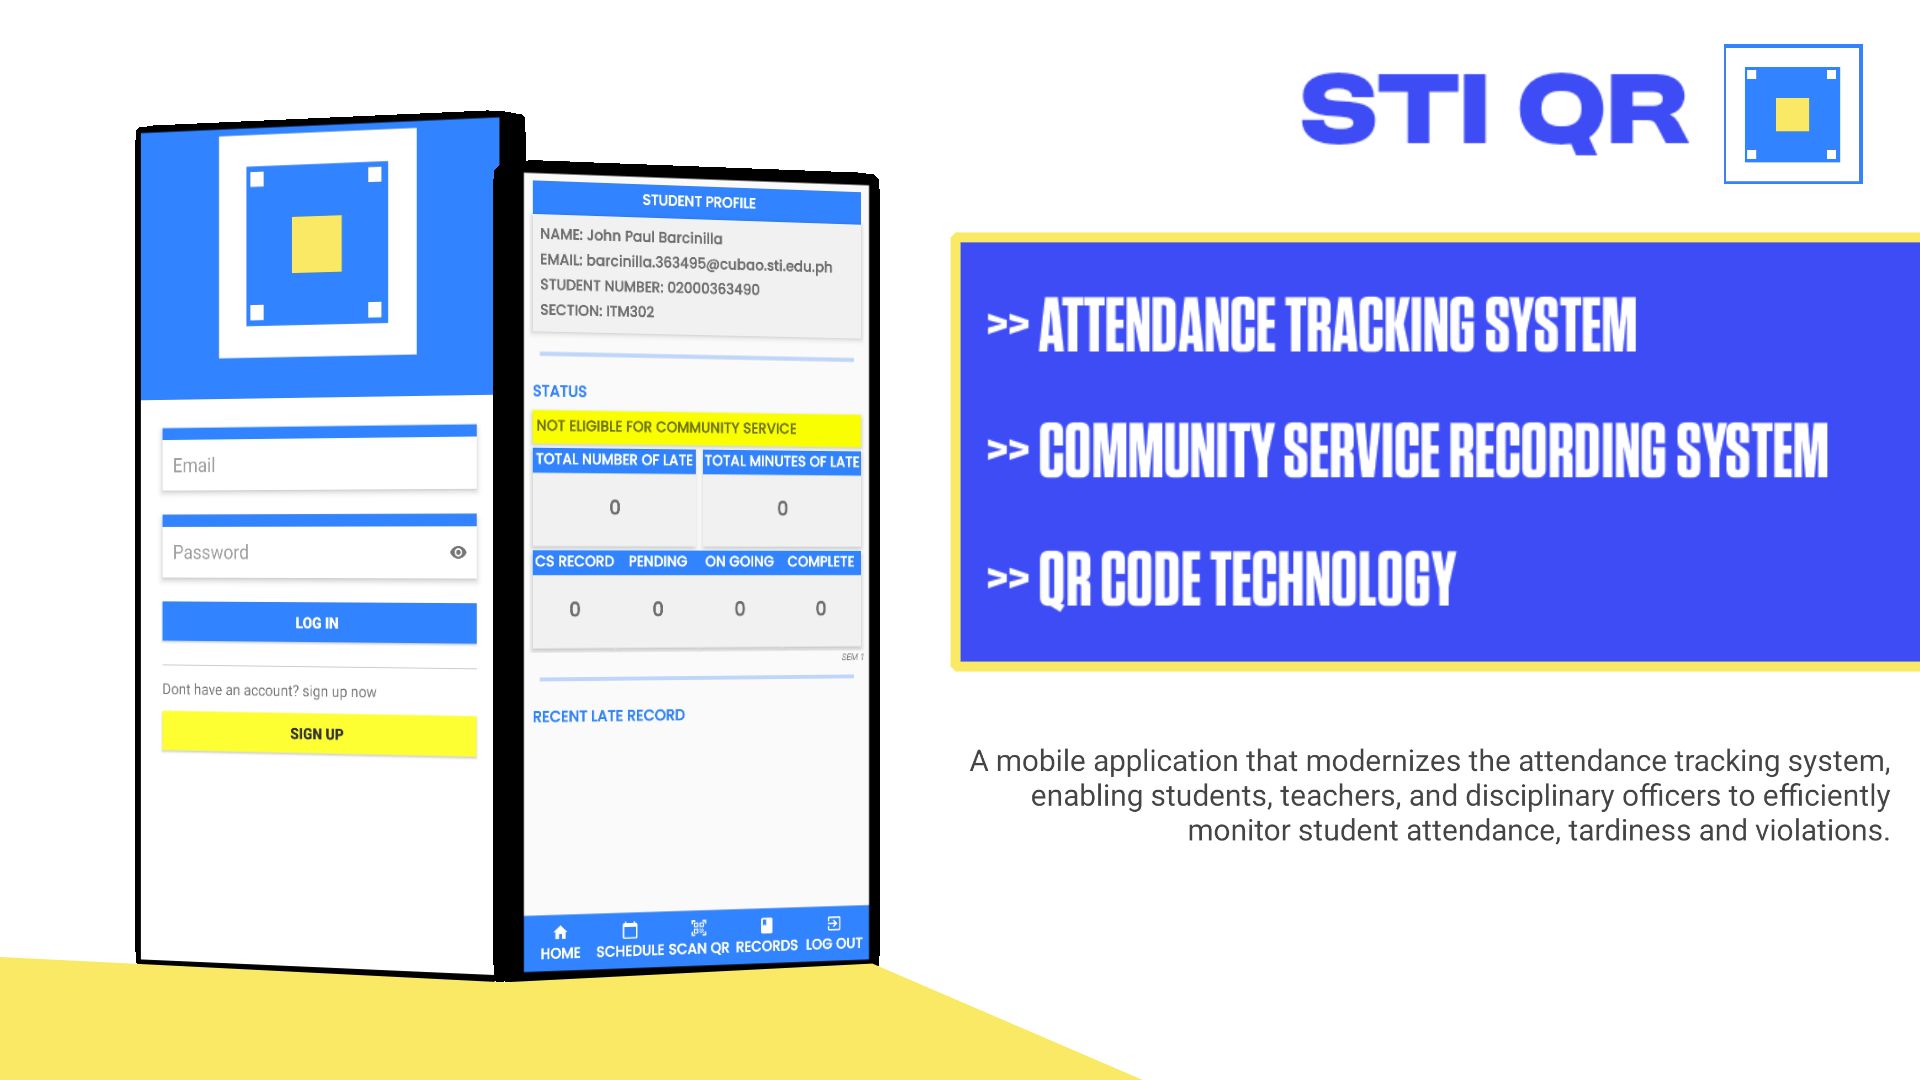 STI QR
Email
Password
LOG IN
Dont have an account? sign up now
SIGN UP
STUDENT PROFILE
NAME: John Paul Barcinilla
EMAIL: barcinilla.363495@cubao.sti.edu.ph
STUDENT NUMBER: 02000363490
SECTION: ITM302
STATUS
NOT ELIGIBLE FOR COMMUNITY SERVICE
TOTAL NUMBER OF LATE TOTAL MINUTES OF LATE
0 0
CS RECORD PENDING ON GOING COMPLETE
0 0 0 0
SEM 1
RECENT LATE RECORD
HOME SCHEDULE SCAN QR RECORDS LOG OUT
>> ATTENDANCE TRACKING SYSTEM
>> COMMUNITY SERVICE RECORDING SYSTEM
>> QR CODE TECHNOLOGY
A mobile application that modernizes the attendance tracking system,
enabling students, teachers, and disciplinary officers to efficiently
monitor student attendance, tardiness and violations.